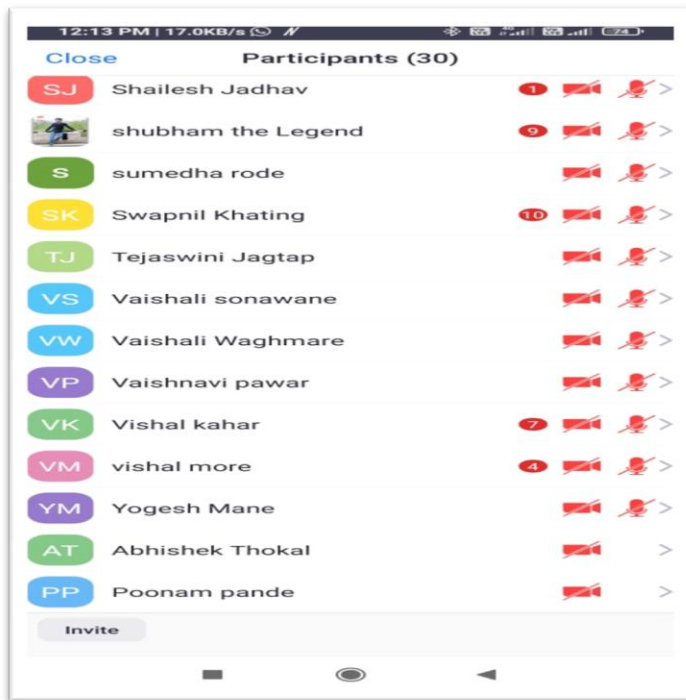 12:13 PM | 17.0KB/s 74
Close Participants (30)
SJ Shailesh Jadhav 1
shubham the Legend 9
S sumedha rode
SK Swapnil Khating 10
TJ Tejaswini Jagtap
VS Vaishali sonawane
VW Vaishali Waghmare
VP Vaishnavi pawar
VK Vishal kahar 7
VM vishal more 4
YM Yogesh Mane
AT Abhishek Thokal
PP Poonam pande
Invite